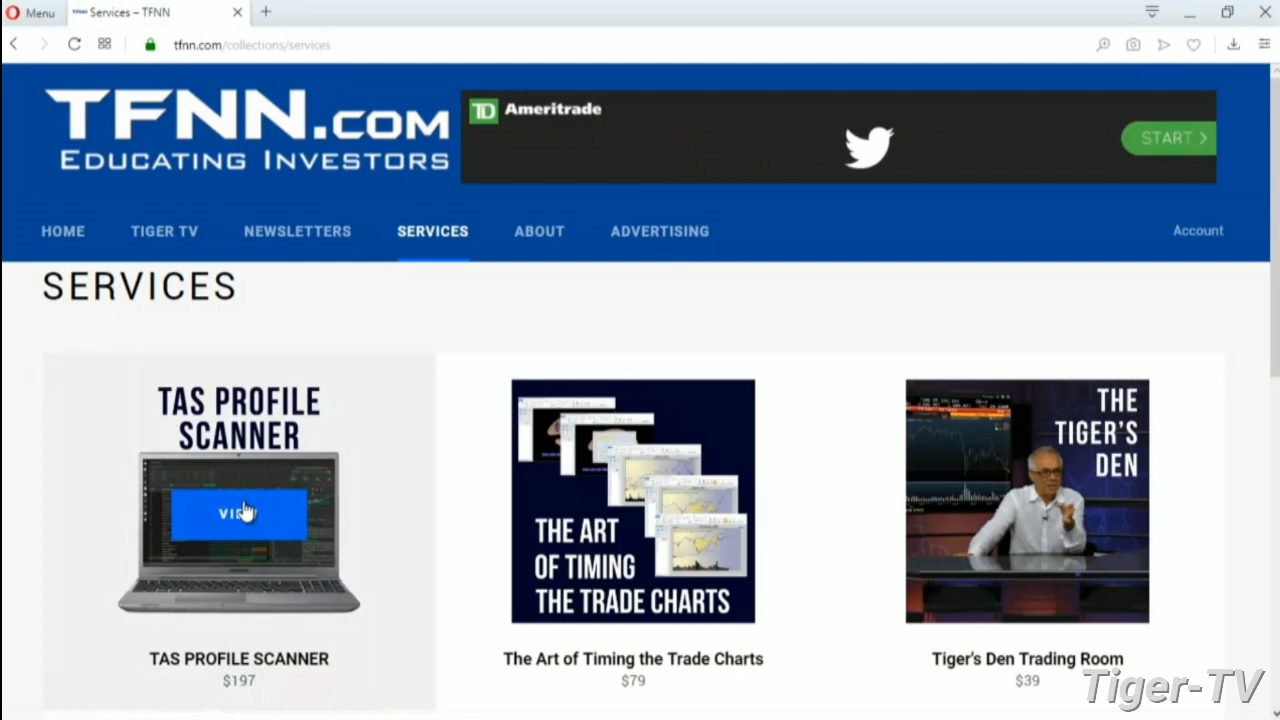 Menu
Services – TFNN
tfnn.com/collections/services
TFNN.COM
EDUCATING INVESTORS
TD Ameritrade
START >
HOME TIGER TV NEWSLETTERS SERVICES ABOUT ADVERTISING Account
SERVICES
TAS PROFILE
SCANNER
THE ART
OF TIMING
THE TRADE CHARTS
THE
TIGER'S
DEN
TAS PROFILE SCANNER
$197
The Art of Timing the Trade Charts
$79
Tiger's Den Trading Room
$39
Tiger-TV